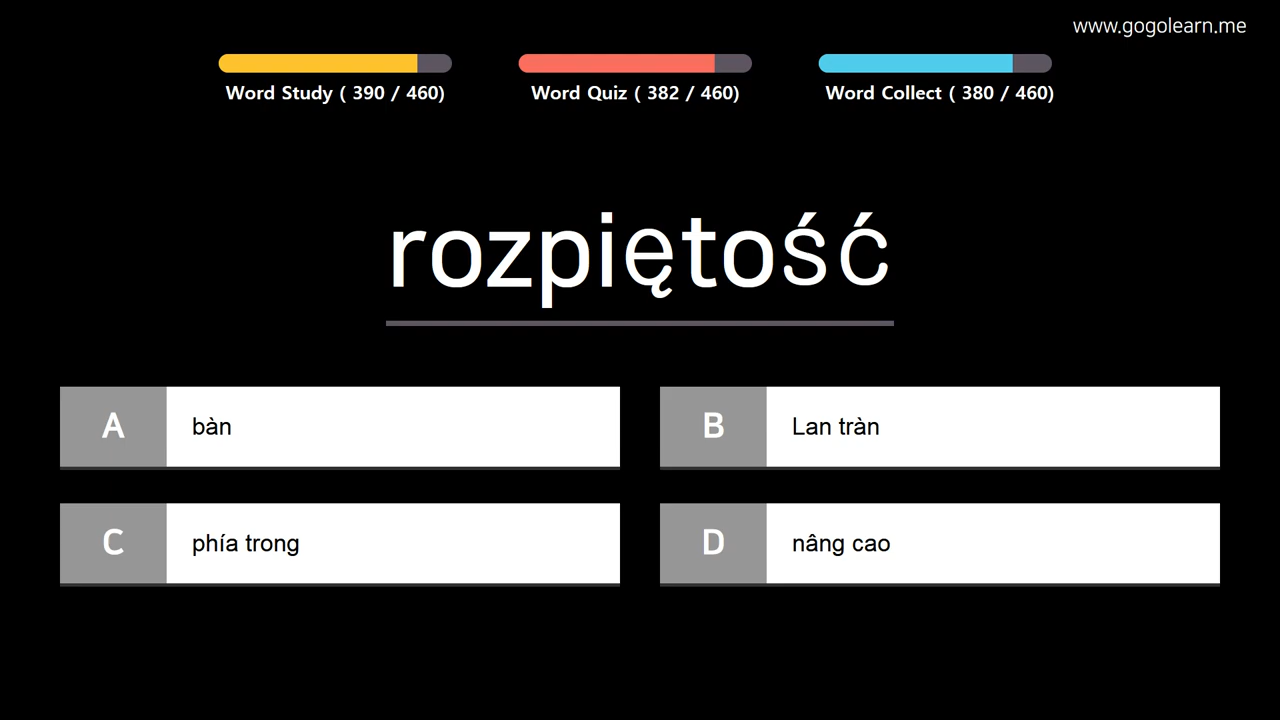 www.gogolearn.me
Word Study ( 390 / 460)
Word Quiz ( 382 / 460)
Word Collect ( 380 / 460)
rozpiętość
A bàn
B Lan tràn
C phía trong
D nâng cao